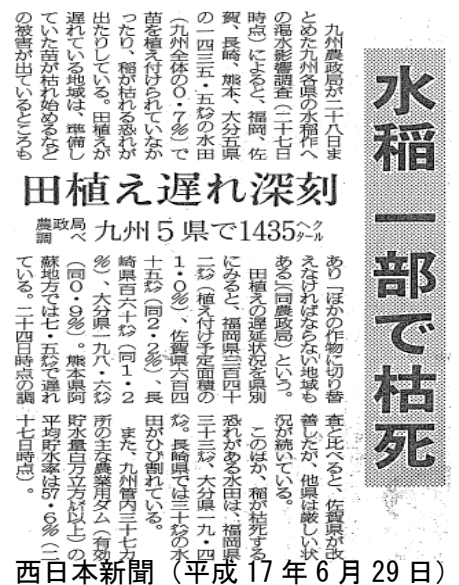 水稲 一部で枯死
田植え遅れ深刻
農政局調べ 九州5県で1435ヘクタール
九州農政局が二十八日ま
とめた九州各県の水稲作へ
の渇水影響調査(二十七日
時点)によると、福岡、佐
賀、長崎、熊本、大分五県
の一四三五・五㌶の水田
(九州全体の0・7%)で
苗を植え付けられていなか
ったり、稲が枯れる恐れが
出たりしている。田植えが
遅れている地域は、準備し
ていた苗が枯れ始めるなど
の被害が出ているところも
あり「ほかの作物に切り替
えなければならない地域も
ある」(同農政局)という。
田植えの遅延状況を県別
にみると、福岡県三百四十
二㌶(植え付け予定面積の
1・0%)、佐賀県六百四
十五㌶(同2・2%)、長
崎県百六十㌶(同1・2
%)、大分県一九八・六㌶
(同0・9%)。熊本県阿
蘇地方では七・五㌶で遅れ
ている。二十四日時点の調
査と比べると、佐賀県が改
善したが、他県は厳しい状
況が続いている。
このほか、稲が枯死する
恐れがある水田は、福岡県
三十三㌶、大分県一九・四
㌶。長崎県では三十㌶の水
田がひび割れている。
また、九州管内三十七カ
所の主な農業用ダム(有効
貯水量百万立方㍍以上)の
平均貯水率は57・6%(二
十七日時点)。
西日本新聞(平成17年6月29日)